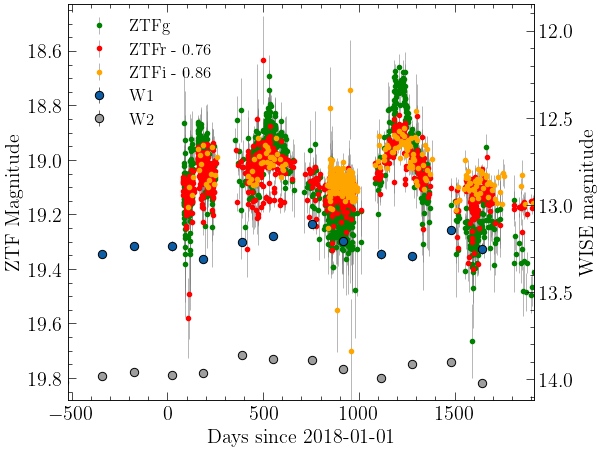 ZTFg
ZTFr - 0.76
ZTFi - 0.86
W1
W2
18.6
18.8
19.0
19.2
19.4
19.6
19.8
ZTF Magnitude
12.0
12.5
13.0
13.5
14.0
WISE magnitude
−500 0 500 1000 1500
Days since 2018-01-01